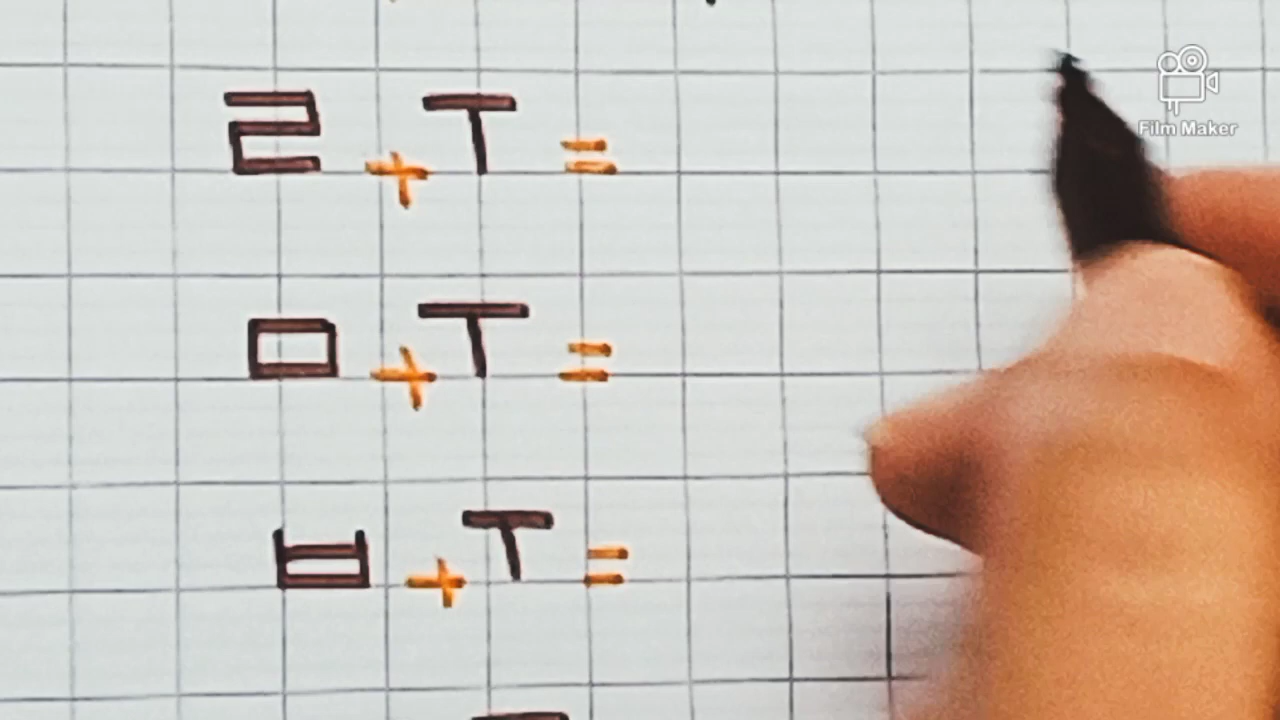 Film Maker
ㄹ + ㅜ =
ㅁ + ㅜ =
ㅂ + ㅜ =